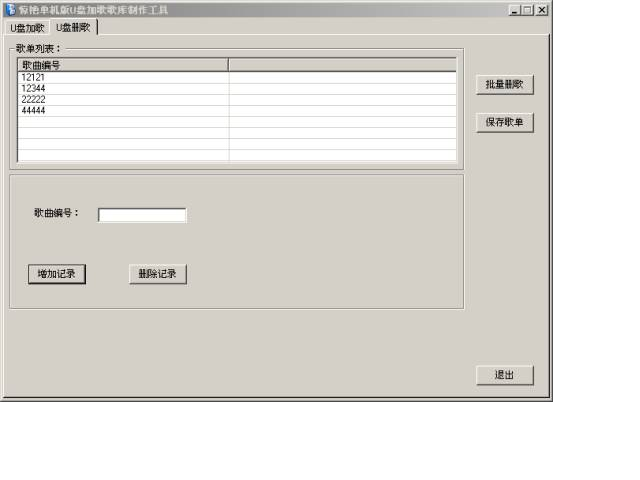 惊艳单机版U盘加歌歌库制作工具
U盘加歌 U盘删歌
歌单列表：
歌曲编号
12121
12344
22222
44444
批量删歌
保存歌单
歌曲编号：
增加记录 删除记录
退出